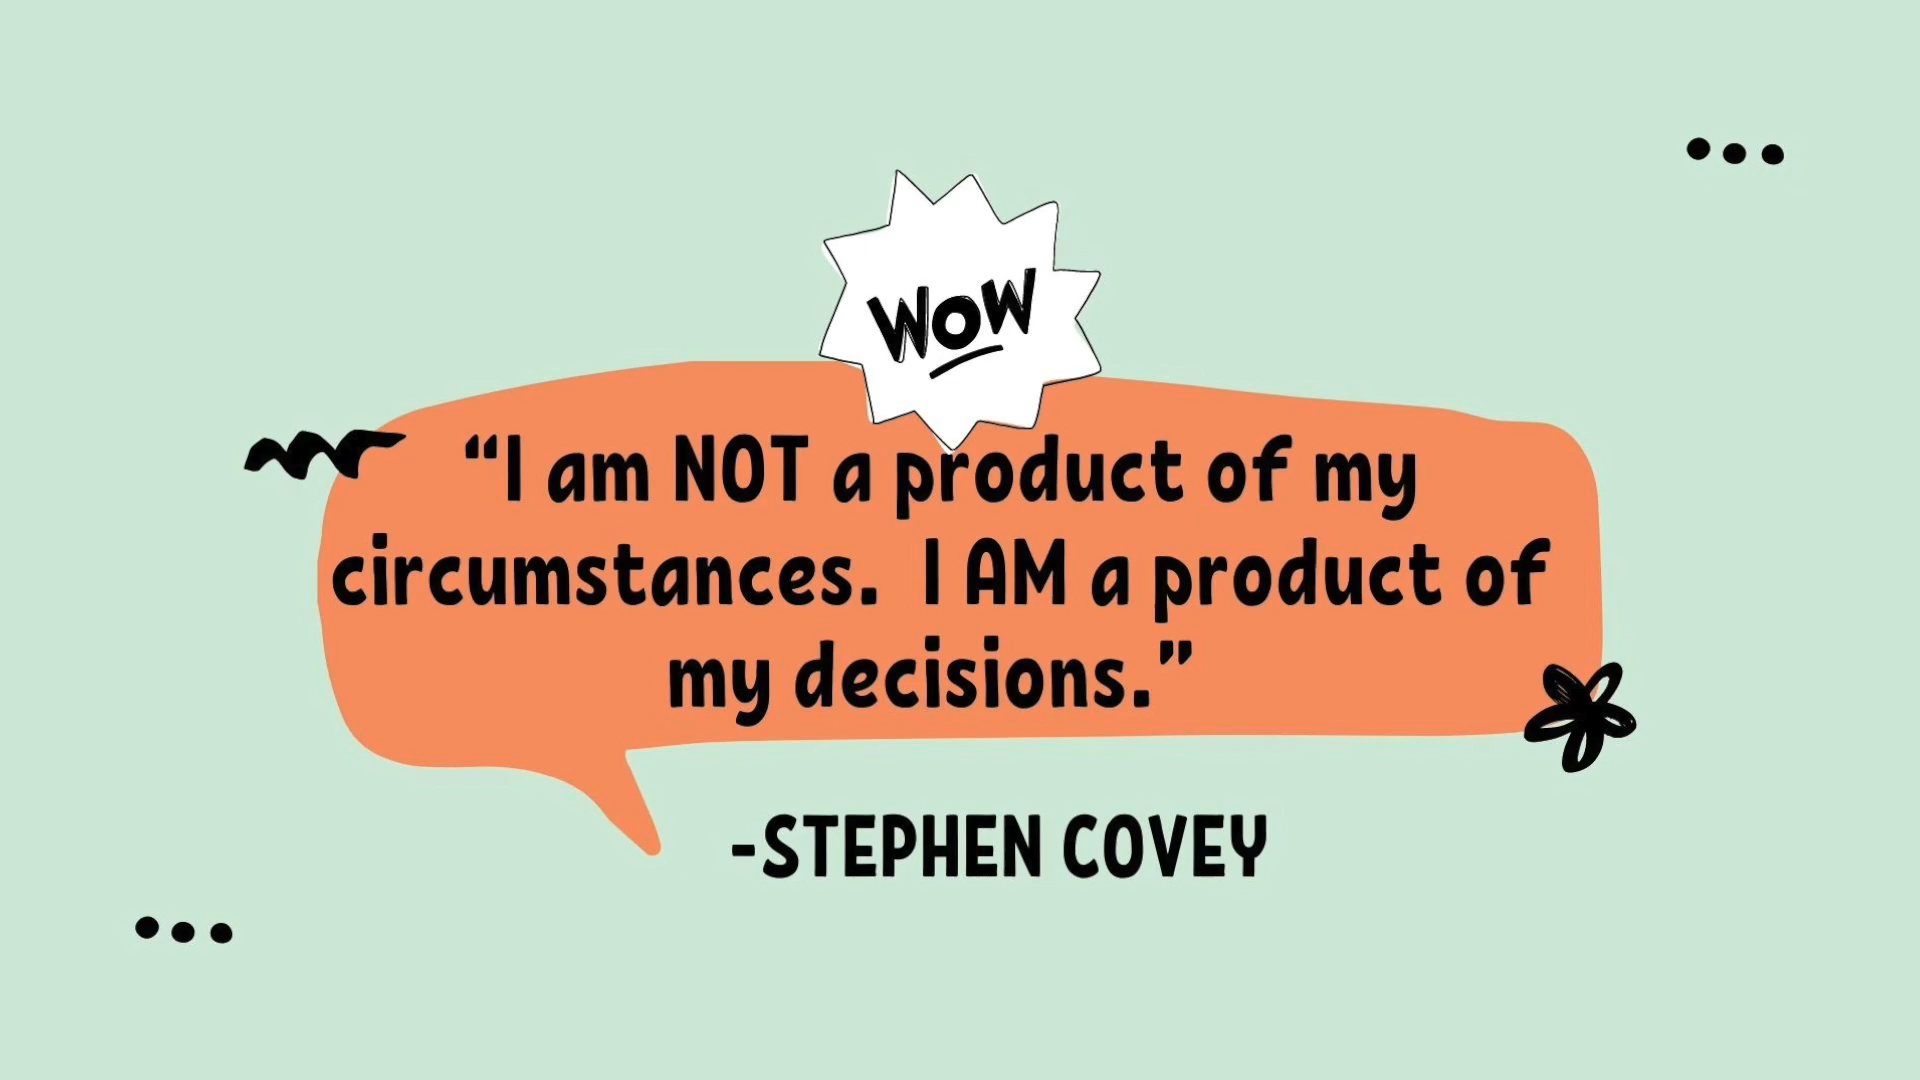 WOW
“I am NOT a product of my
circumstances.  I AM a product of
my decisions.”
-STEPHEN COVEY